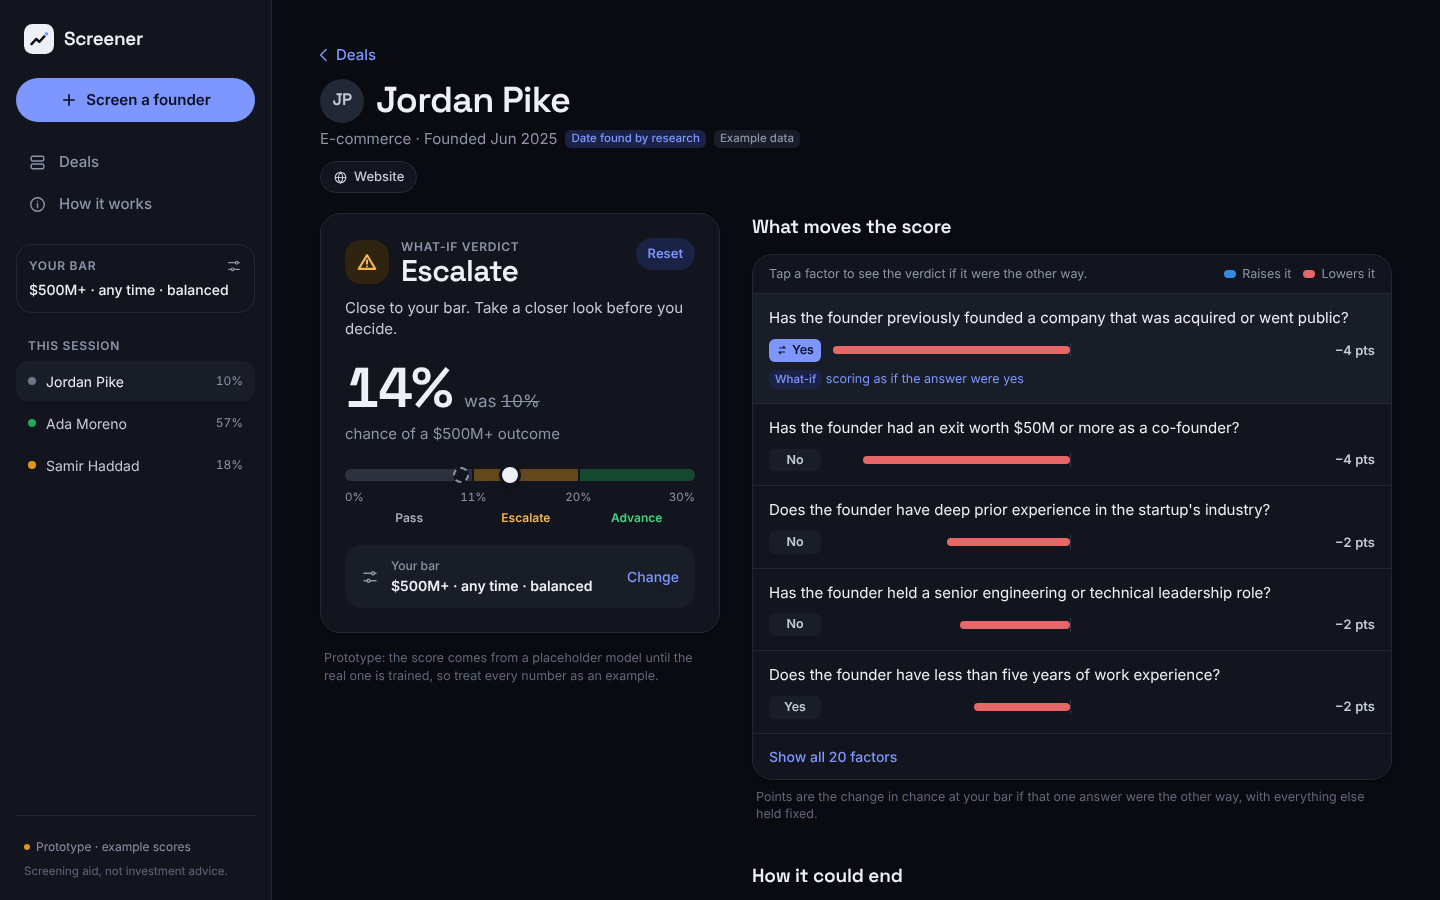 Screener
Screen a founder
Deals
How it works
YOUR BAR
$500M+ · any time · balanced
THIS SESSION
Jordan Pike 10%
Ada Moreno 57%
Samir Haddad 18%
Prototype · example scores
Screening aid, not investment advice.
Deals
JP Jordan Pike
E-commerce · Founded Jun 2025 Date found by research Example data
Website
WHAT-IF VERDICT
Escalate
Reset
Close to your bar. Take a closer look before you
decide.
14% was 10%
chance of a $500M+ outcome
0% 11% 20% 30%
Pass Escalate Advance
Your bar
$500M+ · any time · balanced
Change
Prototype: the score comes from a placeholder model until the
real one is trained, so treat every number as an example.
What moves the score
Tap a factor to see the verdict if it were the other way. Raises it Lowers it
Has the founder previously founded a company that was acquired or went public?
Yes −4 pts
What-if scoring as if the answer were yes
Has the founder had an exit worth $50M or more as a co-founder?
No −4 pts
Does the founder have deep prior experience in the startup's industry?
No −2 pts
Has the founder held a senior engineering or technical leadership role?
No −2 pts
Does the founder have less than five years of work experience?
Yes −2 pts
Show all 20 factors
Points are the change in chance at your bar if that one answer were the other way, with everything else
held fixed.
How it could end